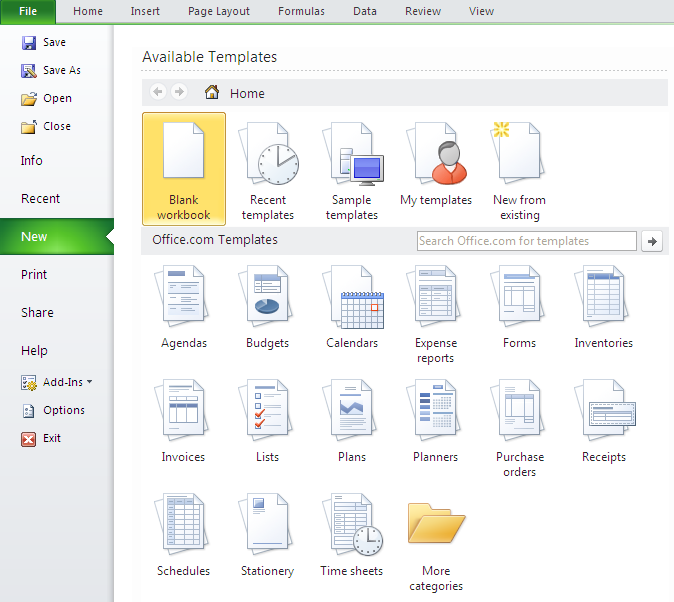 File Home Insert Page Layout Formulas Data Review View
Save
Save As
Open
Close
Info
Recent
New
Print
Share
Help
Add-Ins
Options
Exit
Available Templates
Home
Blank
workbook
Recent
templates
Sample
templates
My templates
New from
existing
Office.com Templates
Search Office.com for templates
Agendas
Budgets
Calendars
Expense
reports
Forms
Inventories
Invoices
Lists
Plans
Planners
Purchase
orders
Receipts
Schedules
Stationery
Time sheets
More
categories